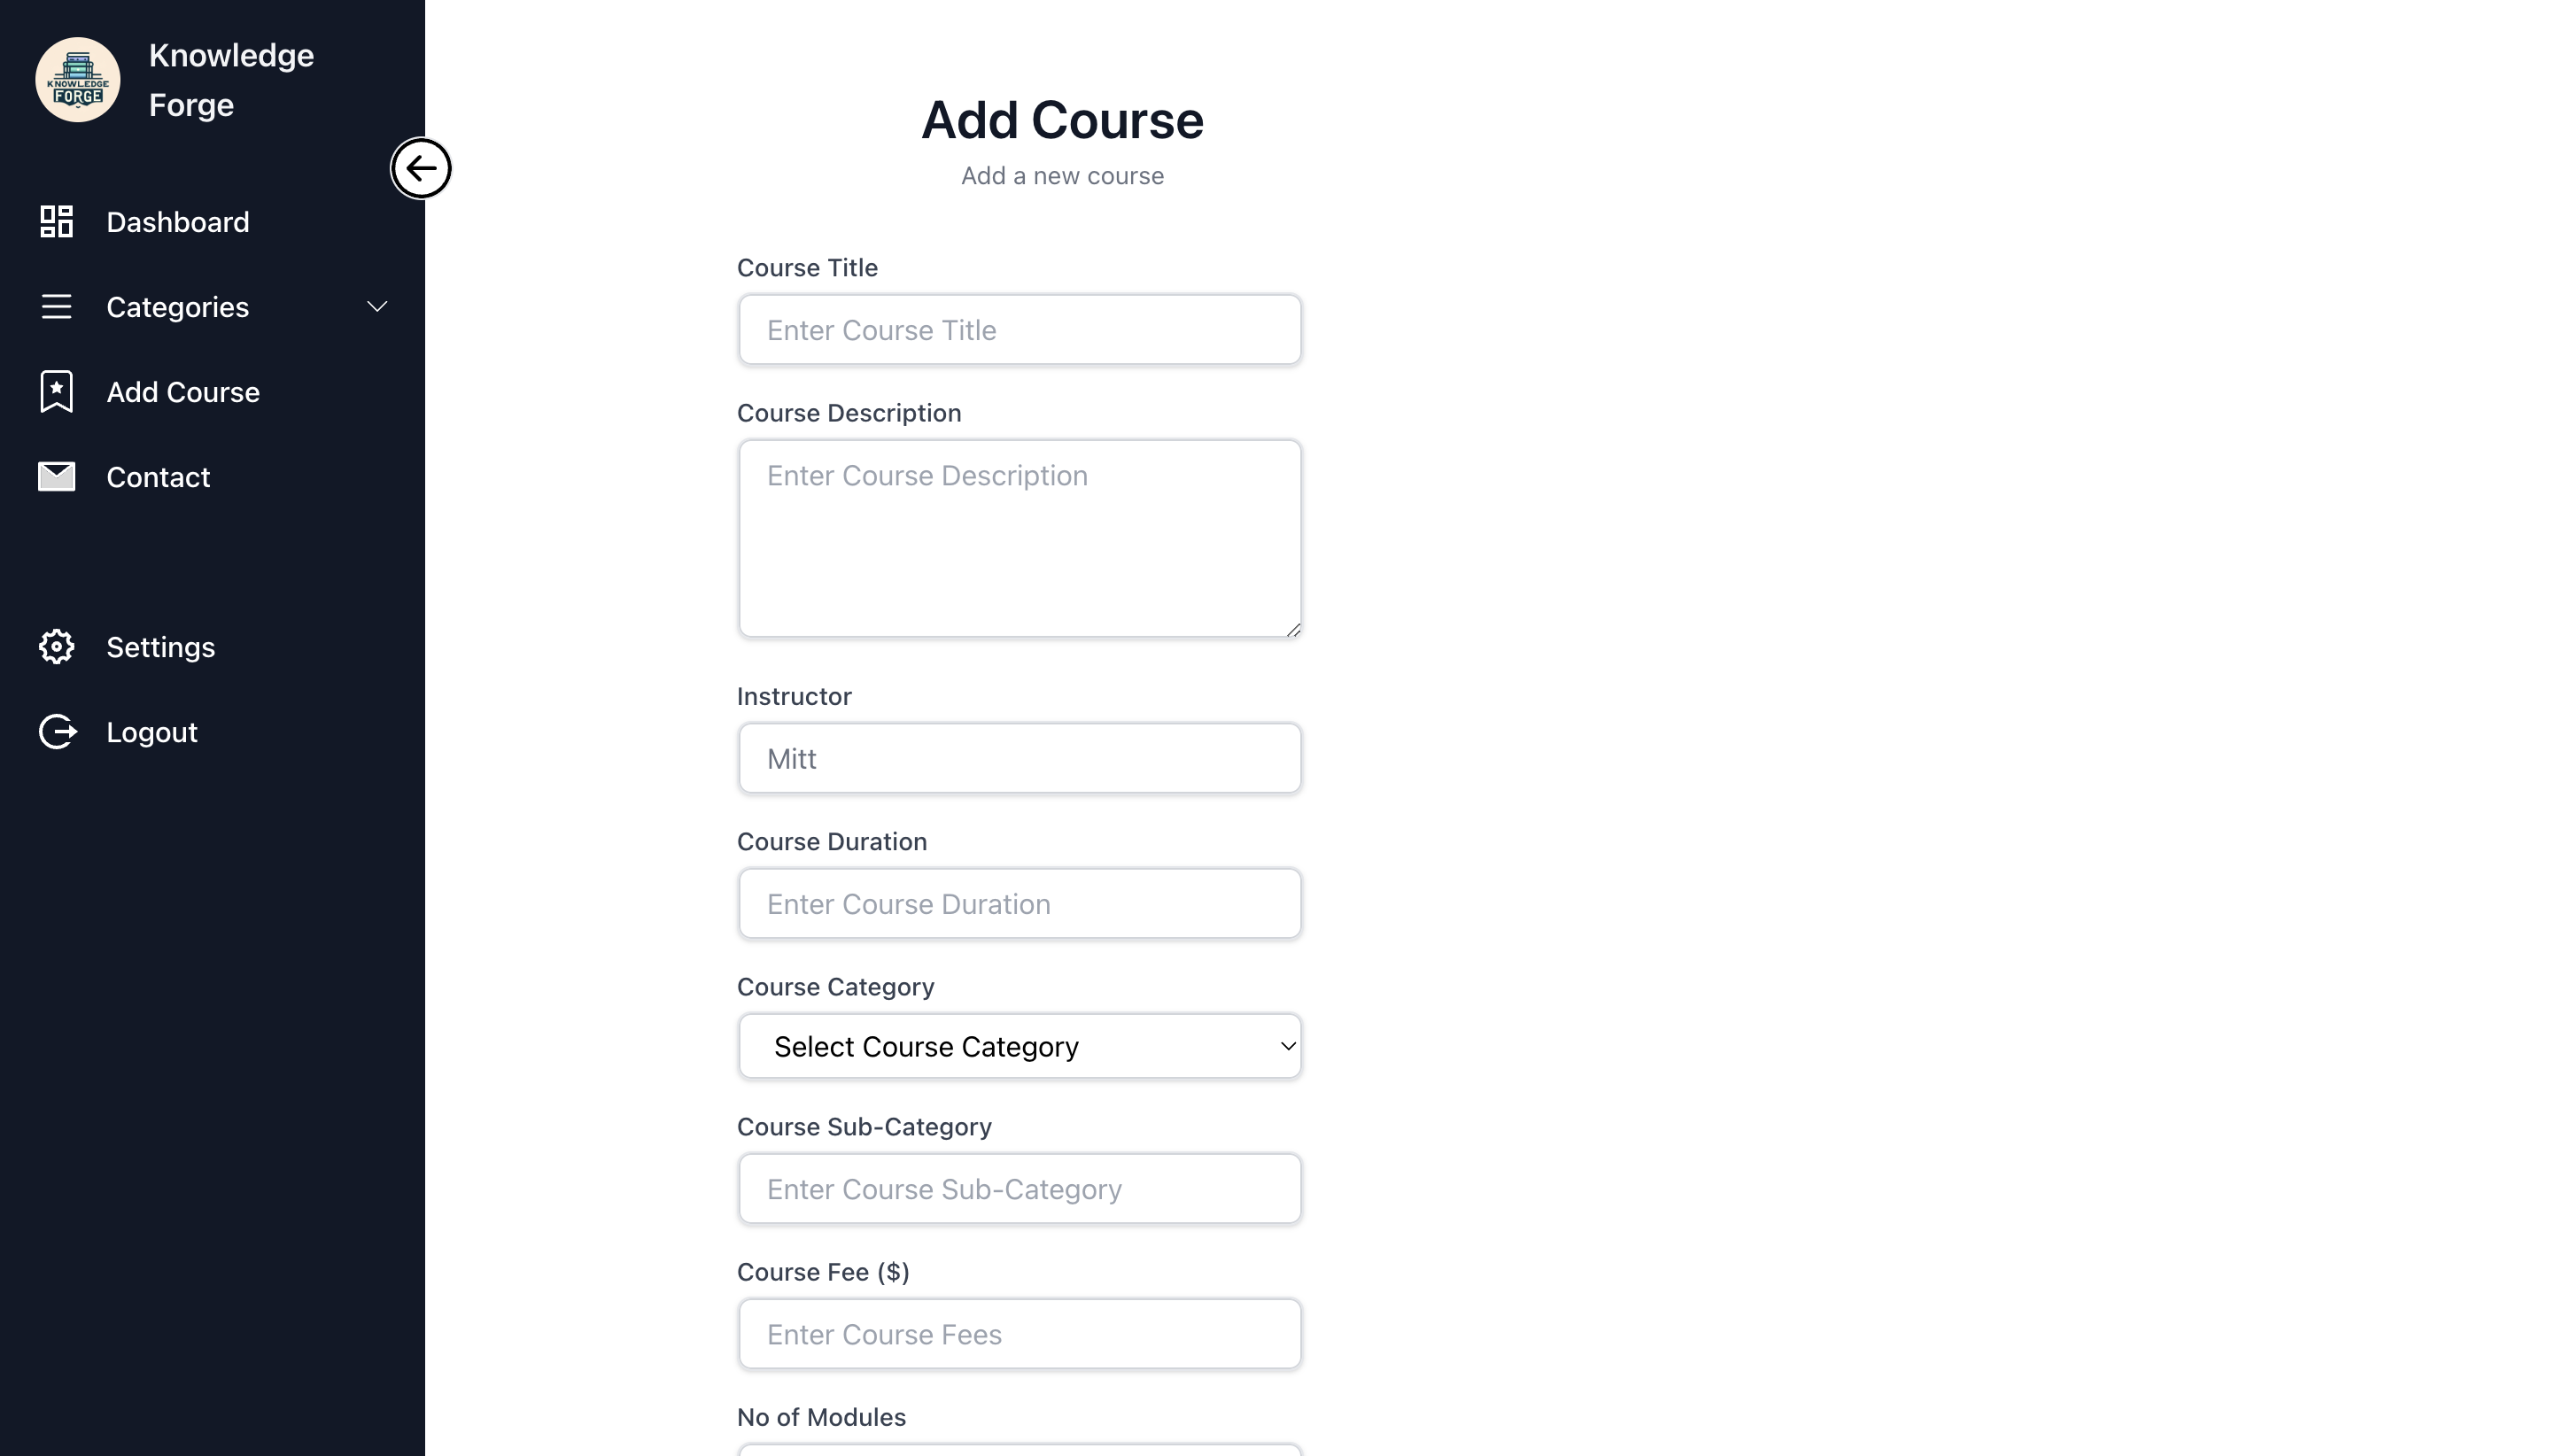 KNOWLEDGE
FORGE
Knowledge
Forge
Dashboard
Categories
Add Course
Contact
Settings
Logout
Add Course
Add a new course
Course Title
Enter Course Title
Course Description
Enter Course Description
Instructor
Mitt
Course Duration
Enter Course Duration
Course Category
Select Course Category
Course Sub-Category
Enter Course Sub-Category
Course Fee ($)
Enter Course Fees
No of Modules